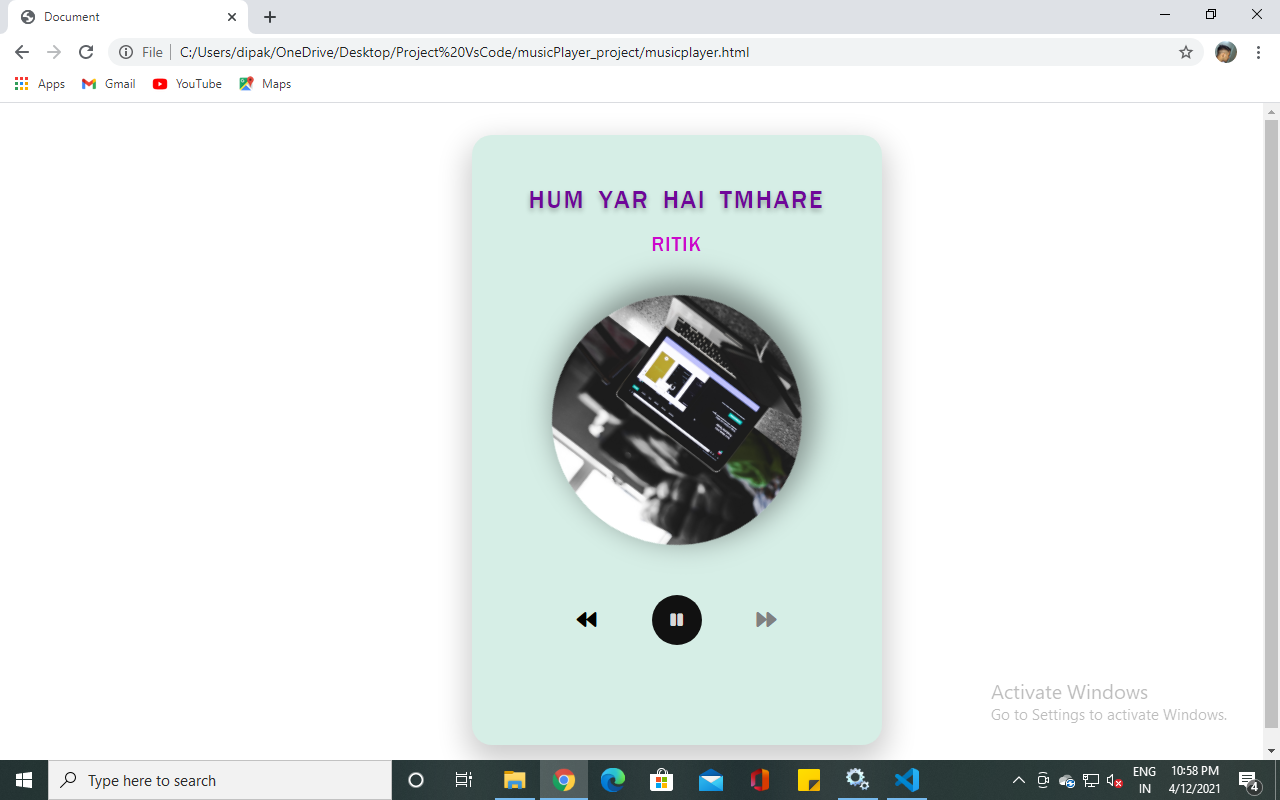 Document
File
C:/Users/dipak/OneDrive/Desktop/Project%20VsCode/musicPlayer_project/musicplayer.html
Apps Gmail YouTube Maps
HUM YAR HAI TMHARE
RITIK
Activate Windows
Go to Settings to activate Windows.
Type here to search
ENG
IN
10:58 PM
4/12/2021
4